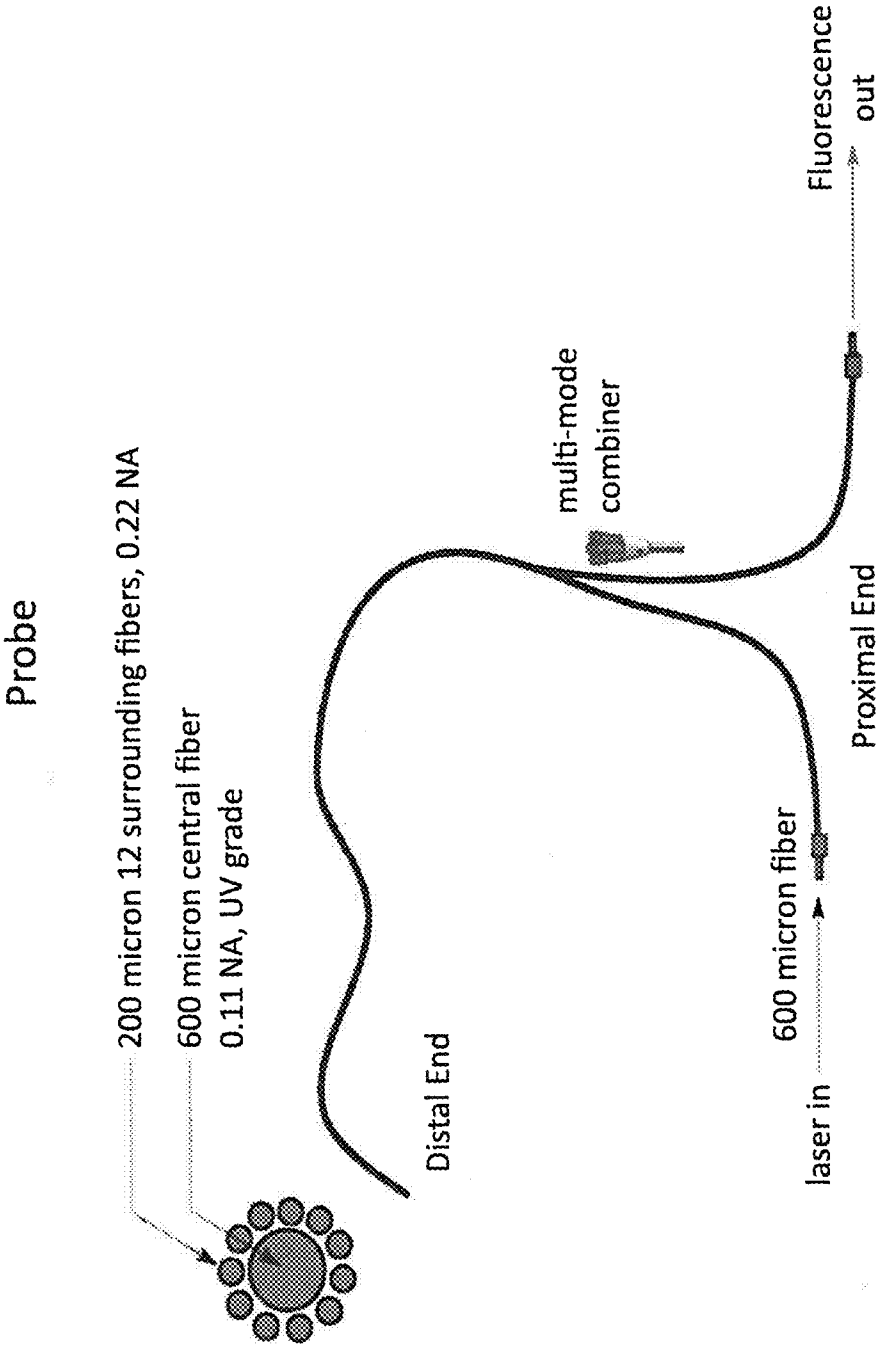 Probe
200 micron 12 surrounding fibers, 0.22 NA
600 micron central fiber
0.11 NA, UV grade
Distal End
multi-mode
combiner
600 micron fiber
laser in
Proximal End
Fluorescence
out